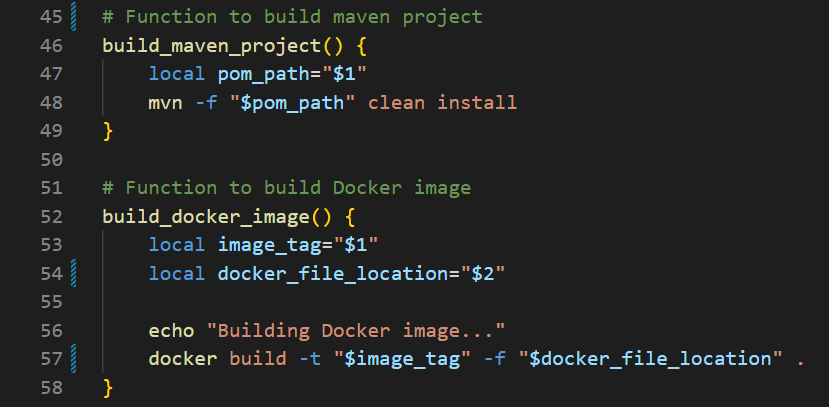 45 # Function to build maven project
46 build_maven_project() {
47     local pom_path="$1"
48     mvn -f "$pom_path" clean install
49 }
50
51 # Function to build Docker image
52 build_docker_image() {
53     local image_tag="$1"
54     local docker_file_location="$2"
55
56     echo "Building Docker image..."
57     docker build -t "$image_tag" -f "$docker_file_location" .
58 }